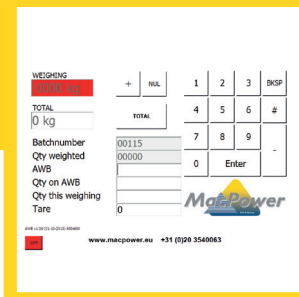 WEIGHING
+ NUL 1 2 3 BKSP
TOTAL
0 kg
TOTAL
4 5 6 #
7 8 9 -
0 Enter
Batchnumber 00115
Qty weighted 00000
AWB
Qty on AWB
Qty this weighing
Tare 0
MacPower
www.macpower.eu +31 (0)20 3540063